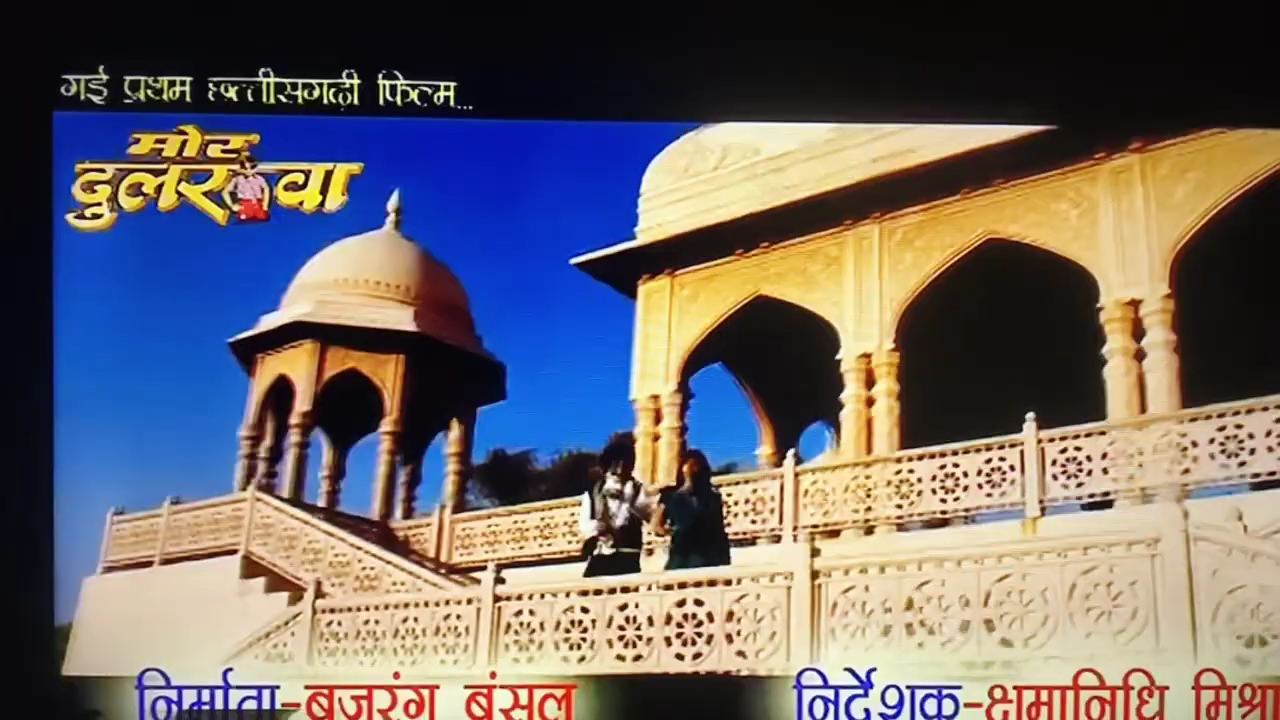 गई प्रथम छत्तीसगढ़ी फिल्म...
मोर
दुलरवा
निर्माता-बजरंग बंसल
निर्देशक-क्षमानिधि मिश्रा